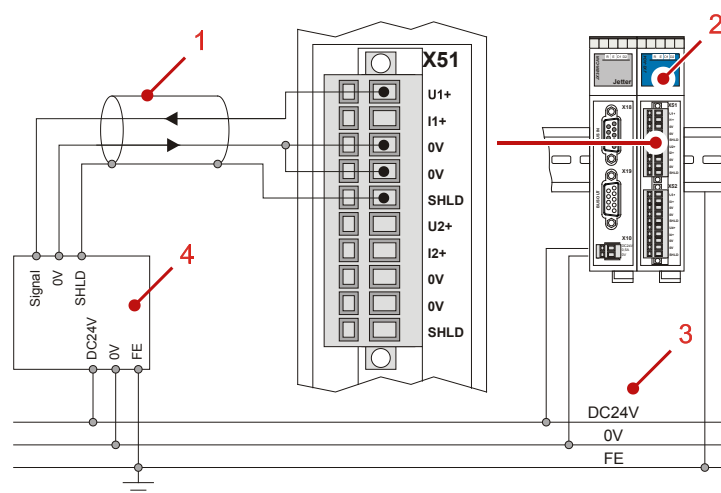 1
2
3
4
X51
U1+
I1+
0V
0V
SHLD
U2+
I2+
0V
0V
SHLD
Signal
0V
SHLD
DC24V
0V
FE
Jetter
X18
X19
X10
X51
X52
DC24V
0V
FE